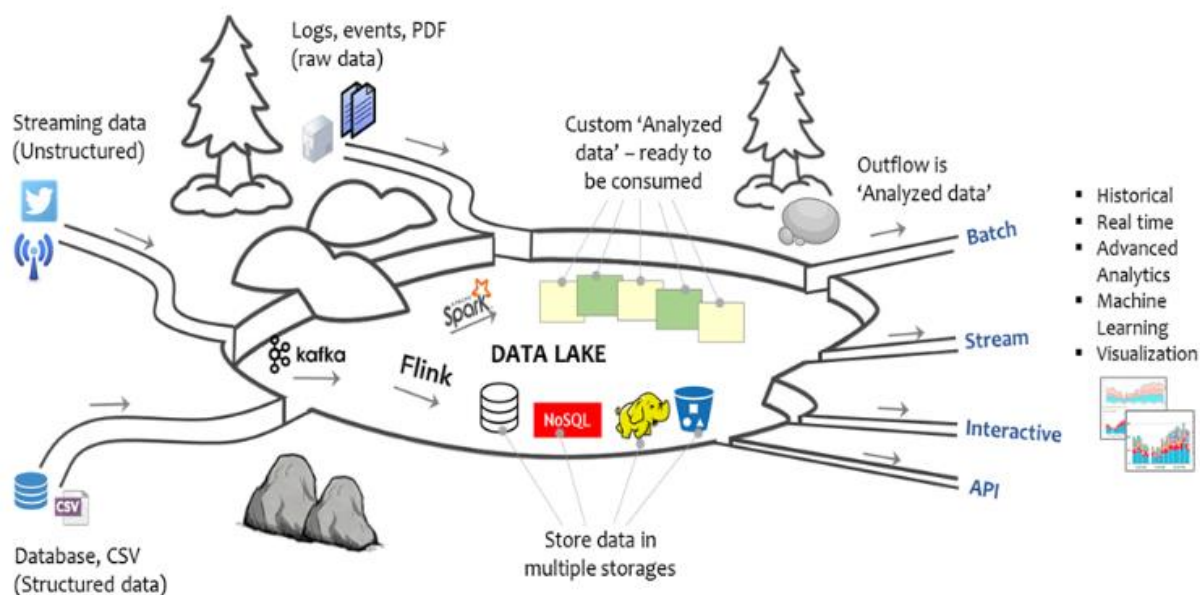 Logs, events, PDF
(raw data)
Streaming data
(Unstructured)
Custom ‘Analyzed
data’ – ready to
be consumed
Outflow is
‘Analyzed data’
Batch
Stream
Interactive
API
▪ Historical
▪ Real time
▪ Advanced
Analytics
▪ Machine
Learning
▪ Visualization
APACHE
Spark
kafka
Flink
DATA LAKE
NoSQL
CSV
Database, CSV
(Structured data)
Store data in
multiple storages